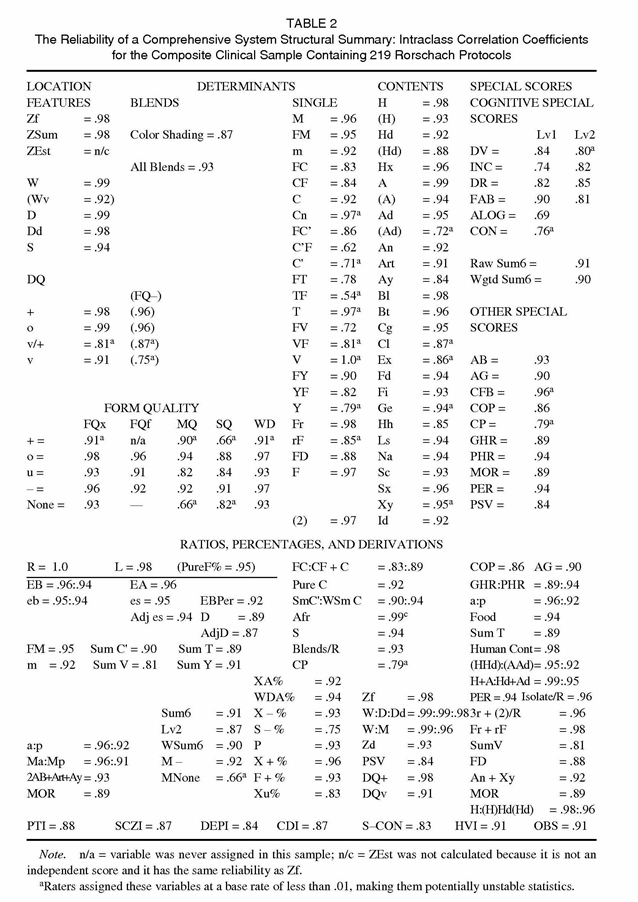 TABLE 2
The Reliability of a Comprehensive System Structural Summary: Intraclass Correlation Coefficients
for the Composite Clinical Sample Containing 219 Rorschach Protocols
LOCATION DETERMINANTS CONTENTS SPECIAL SCORES
FEATURES BLENDS SINGLE H = .98 COGNITIVE SPECIAL
Zf = .98 M = .96 (H) = .93 SCORES
ZSum = .98 Color Shading = .87 FM = .95 Hd = .92 Lv1 Lv2
ZEst = n/c m = .92 (Hd) = .88 DV = .84 .80ᵃ
All Blends = .93 FC = .83 Hx = .96 INC = .74 .82
W = .99 CF = .84 A = .99 DR = .82 .85
(Wv = .92) C = .92 (A) = .94 FAB = .90 .81
D = .99 Cn = .97ᵃ Ad = .95 ALOG = .69
Dd = .98 FC' = .86 (Ad) = .72ᵃ CON = .76ᵃ
S = .94 C'F = .62 An = .92
C' = .71ᵃ Art = .91 Raw Sum6 = .91
DQ FT = .78 Ay = .84 Wgtd Sum6 = .90
(FQ–) TF = .54ᵃ Bl = .98
+ = .98 (.96) T = .97ᵃ Bt = .96 OTHER SPECIAL
o = .99 (.96) FV = .72 Cg = .95 SCORES
v/+ = .81ᵃ (.87ᵃ) VF = .81ᵃ Cl = .87ᵃ
v = .91 (.75ᵃ) V = 1.0ᵃ Ex = .86ᵃ AB = .93
FY = .90 Fd = .94 AG = .90
YF = .82 Fi = .93 CFB = .96ᵃ
FORM QUALITY Y = .79ᵃ Ge = .94ᵃ COP = .86
FQx FQf MQ SQ WD Fr = .98 Hh = .85 CP = .79ᵃ
+ = .91ᵃ n/a .90ᵃ .66ᵃ .91ᵃ rF = .85ᵃ Ls = .94 GHR = .89
o = .98 .96 .94 .88 .97 FD = .88 Na = .94 PHR = .94
u = .93 .91 .82 .84 .93 F = .97 Sc = .93 MOR = .89
– = .96 .92 .92 .91 .97 Sx = .96 PER = .94
None = .93 — .66ᵃ .82ᵃ .93 Xy = .95ᵃ PSV = .84
(2) = .97 Id = .92
RATIOS, PERCENTAGES, AND DERIVATIONS
R = 1.0 L = .98 (PureF% = .95) FC:CF + C = .83:.89 COP = .86 AG = .90
EB = .96:.94 EA = .96 Pure C = .92 GHR:PHR = .89:.94
eb = .95:.94 es = .95 EBPer = .92 SmC':WSm C = .90:.94 a:p = .96:.92
Adj es = .94 D = .89 Afr = .99ᶜ Food = .94
AdjD = .87 S = .94 Sum T = .89
FM = .95 Sum C' = .90 Sum T = .89 Blends/R = .93 Human Cont = .98
m = .92 Sum V = .81 Sum Y = .91 CP = .79ᵃ (HHd):(AAd) = .95:.92
XA% = .92 H+A:Hd+Ad = .99:.95
WDA% = .94 Zf = .98 PER = .94 Isolate/R = .96
Sum6 = .91 X – % = .93 W:D:Dd = .99:.99:.98 3r + (2)/R = .96
Lv2 = .87 S – % = .75 W:M = .99:.96 Fr + rF = .98
a:p = .96:.92 WSum6 = .90 P = .93 Zd = .93 SumV = .81
Ma:Mp = .96:.91 M – = .92 X + % = .96 PSV = .84 FD = .88
2AB+Art+Ay = .93 MNone = .66ᵃ F + % = .93 DQ+ = .98 An + Xy = .92
MOR = .89 Xu% = .83 DQv = .91 MOR = .89
H:(H)Hd(Hd) = .98:.96
PTI = .88 SCZI = .87 DEPI = .84 CDI = .87 S–CON = .83 HVI = .91 OBS = .91
Note. n/a = variable was never assigned in this sample; n/c = ZEst was not calculated because it is not an
independent score and it has the same reliability as Zf.
ᵃRaters assigned these variables at a base rate of less than .01, making them potentially unstable statistics.